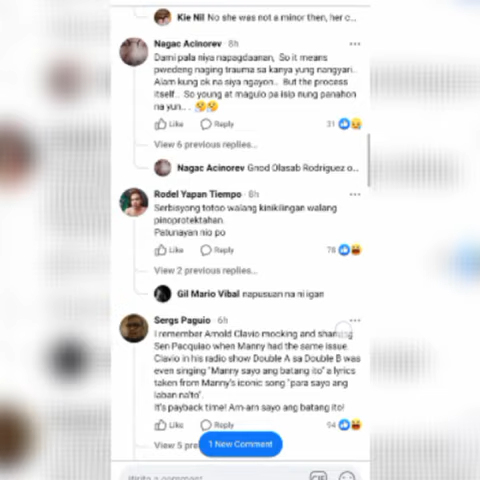 Kie Nil No she was not a minor then, her c...
Nagac Acinorev · 8h
Dami pala niya napagdaanan, So it means
pwedeng naging trauma sa kanya yung nangyari..
Alam kung ok na siya ngayon.. But the process
itself.. So young at magulo pa isip nung panahon
na yun.. . 🥺🥺
Like Reply 31
View 6 previous replies...
Nagac Acinorev Gnod Olasab Rodriguez o...
Rodel Yapan Tiempo · 8h
Serbisyong totoo walang kinikilingan walang
pinoprotektahan.
Patunayan nio po
Like Reply 78
View 2 previous replies...
Gil Mario Vibal napusuan na ni igan
Sergs Paguio · 6h
I remember Arnold Clavio mocking and shaming
Sen Pacquiao when Manny had the same issue.
Clavio in his radio show Double A sa Double B was
even singing "Manny sayo ang batang ito" a lyrics
taken from Manny's iconic song "para sayo ang
laban na'to".
It's payback time! Arn-arn sayo ang batang ito!
Like Reply 94
View 5 pre
1 New Comment
Write a comment...
GIF